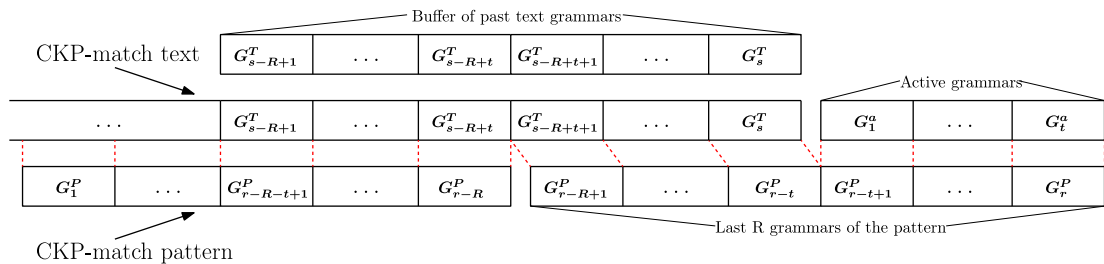 Buffer of past text grammars
G^T_{s-R+1} ... G^T_{s-R+t} G^T_{s-R+t+1} ... G^T_s
CKP-match text
Active grammars
... G^T_{s-R+1} ... G^T_{s-R+t} G^T_{s-R+t+1} ... G^T_s G^a_1 ... G^a_t
G^P_1 ... G^P_{r-R-t+1} ... G^P_{r-R} G^P_{r-R+1} ... G^P_{r-t} G^P_{r-t+1} ... G^P_r
Last R grammars of the pattern
CKP-match pattern